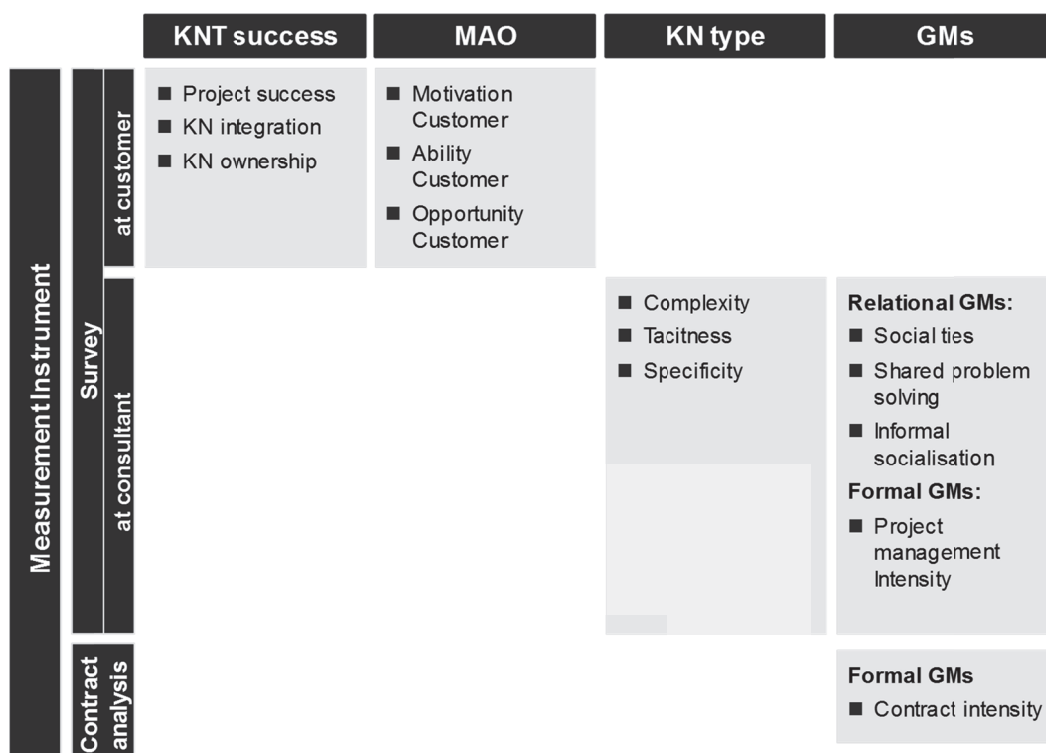 KNT success
MAO
KN type
GMs
Measurement Instrument
Survey
at customer
■ Project success
■ KN integration
■ KN ownership
■ Motivation
Customer
■ Ability
Customer
■ Opportunity
Customer
at consultant
■ Complexity
■ Tacitness
■ Specificity
Relational GMs:
■ Social ties
■ Shared problem
solving
■ Informal
socialisation
Formal GMs:
■ Project
management
Intensity
Contract
analysis
Formal GMs
■ Contract intensity